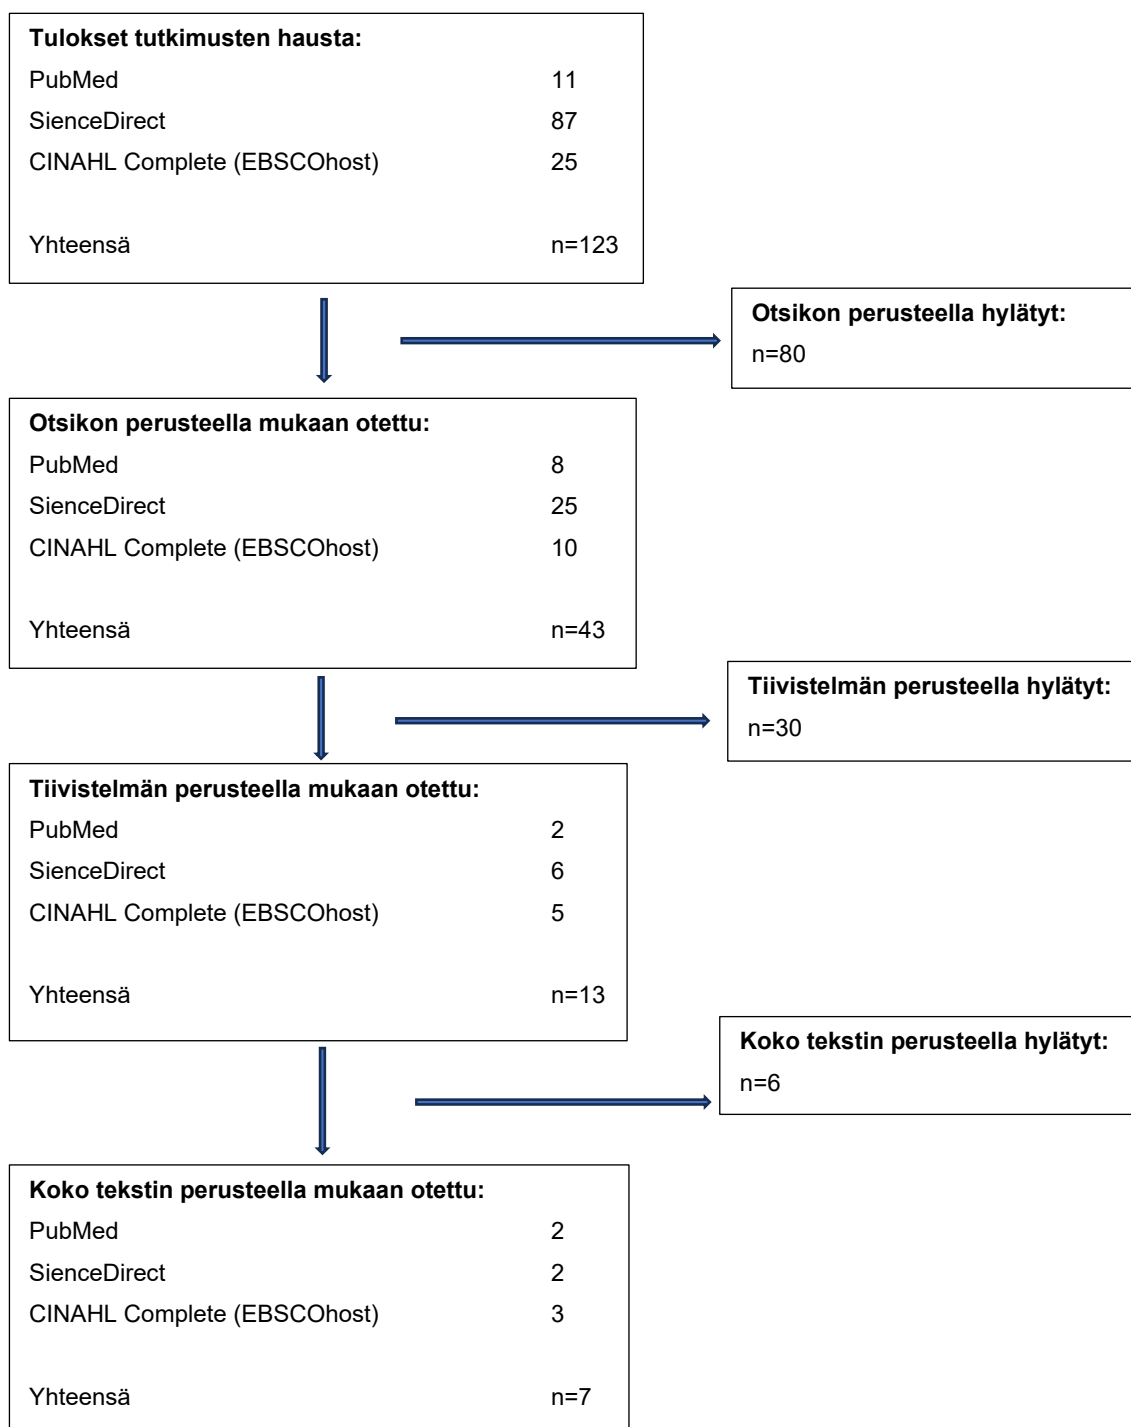 Tulokset tutkimusten hausta:
PubMed 11
SienceDirect 87
CINAHL Complete (EBSCOhost) 25
Yhteensä n=123
Otsikon perusteella hylätyt:
n=80
Otsikon perusteella mukaan otettu:
PubMed 8
SienceDirect 25
CINAHL Complete (EBSCOhost) 10
Yhteensä n=43
Tiivistelmän perusteella hylätyt:
n=30
Tiivistelmän perusteella mukaan otettu:
PubMed 2
SienceDirect 6
CINAHL Complete (EBSCOhost) 5
Yhteensä n=13
Koko tekstin perusteella hylätyt:
n=6
Koko tekstin perusteella mukaan otettu:
PubMed 2
SienceDirect 2
CINAHL Complete (EBSCOhost) 3
Yhteensä n=7